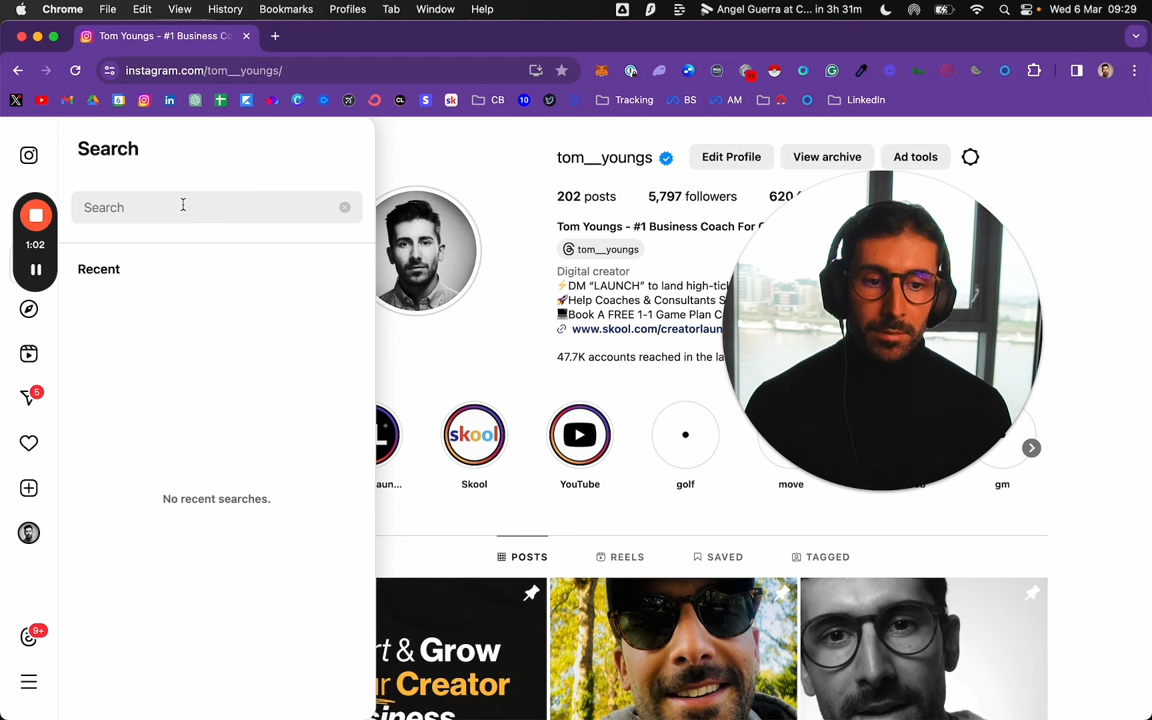 Chrome File Edit View History Bookmarks Profiles Tab Window Help Angel Guerra at C... in 3h 31m Wed 6 Mar 09:29
Tom Youngs - #1 Business Co
instagram.com/tom__youngs/
CB Tracking BS AM LinkedIn
Search
Search
1:02
Recent
5
No recent searches.
9+
tom__youngs Edit Profile View archive Ad tools
202 posts 5,797 followers 620
Tom Youngs - #1 Business Coach For
tom__youngs
Digital creator
⚡DM “LAUNCH” to land high-tic
🚀Help Coaches & Consultants S
💻Book A FREE 1-1 Game Plan C
www.skool.com/creatorlaun
47.7K accounts reached in the la
skool
aun... Skool YouTube golf move gm
POSTS REELS SAVED TAGGED
rt & Grow
ur Creator
siness